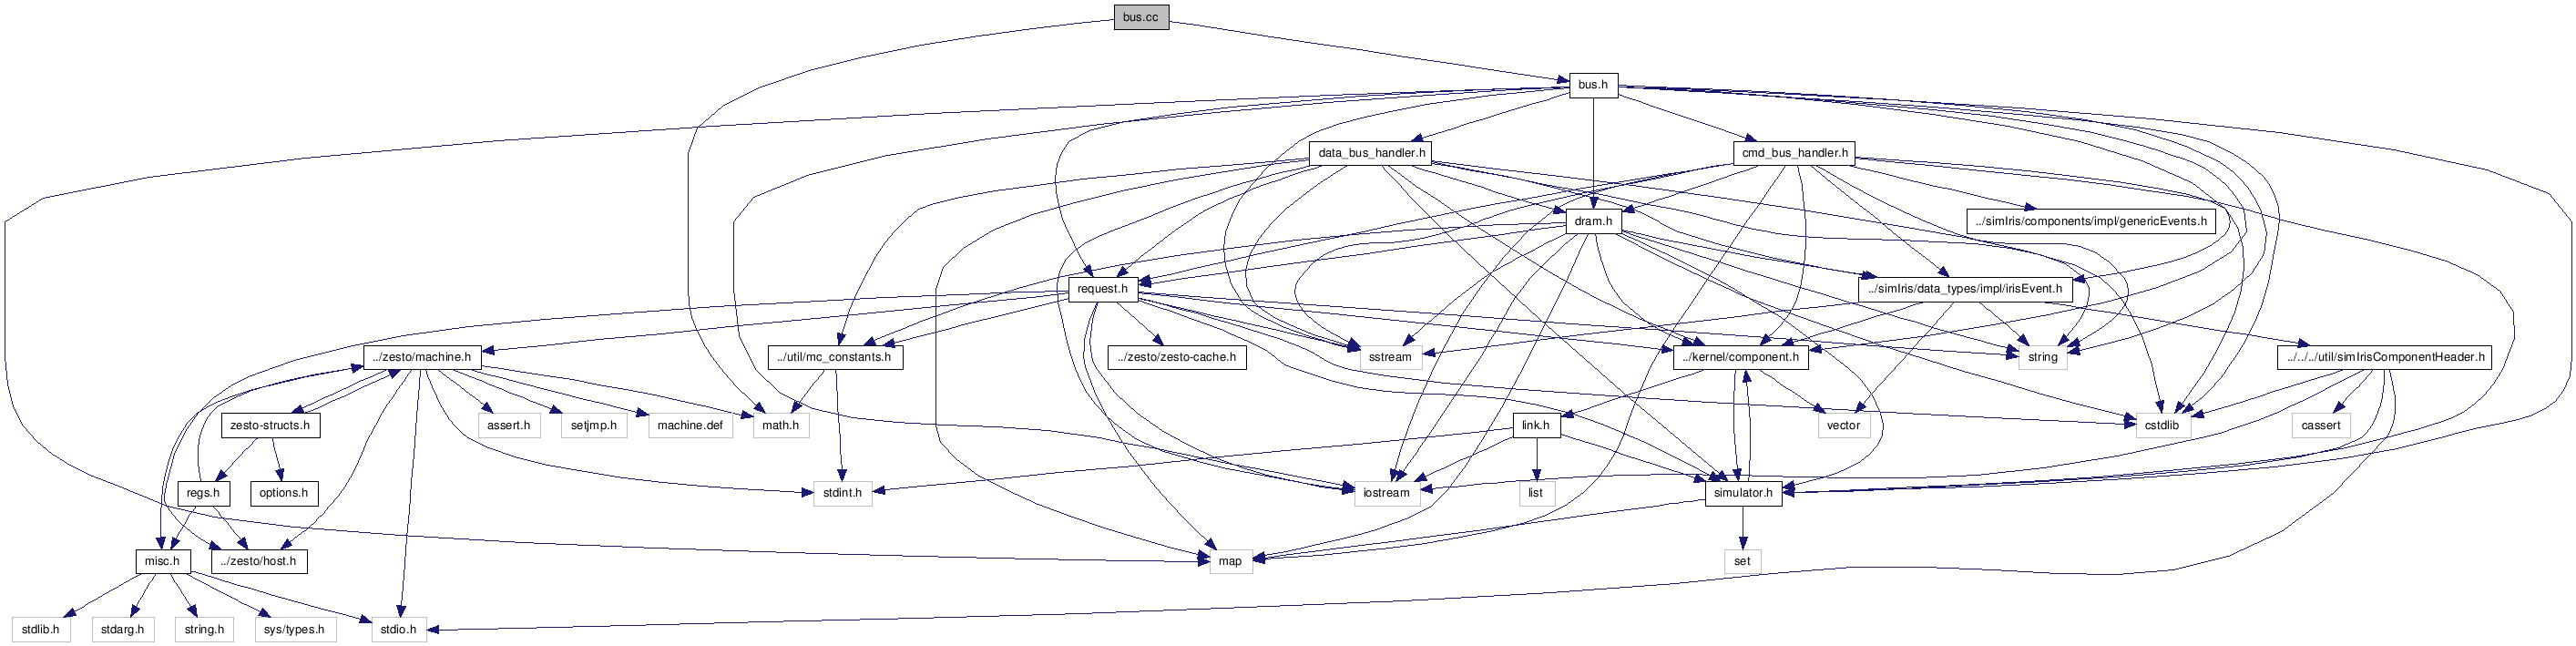 bus.cc
bus.h
data_bus_handler.h
cmd_bus_handler.h
dram.h
../simIris/components/impl/genericEvents.h
request.h
../simIris/data_types/impl/irisEvent.h
../zesto/machine.h
../util/mc_constants.h
../zesto/zesto-cache.h
sstream
../kernel/component.h
string
../../../util/simIrisComponentHeader.h
zesto-structs.h
assert.h
setjmp.h
machine.def
math.h
link.h
vector
cstdlib
cassert
regs.h
options.h
stdint.h
iostream
list
simulator.h
misc.h
../zesto/host.h
map
set
stdlib.h
stdarg.h
string.h
sys/types.h
stdio.h